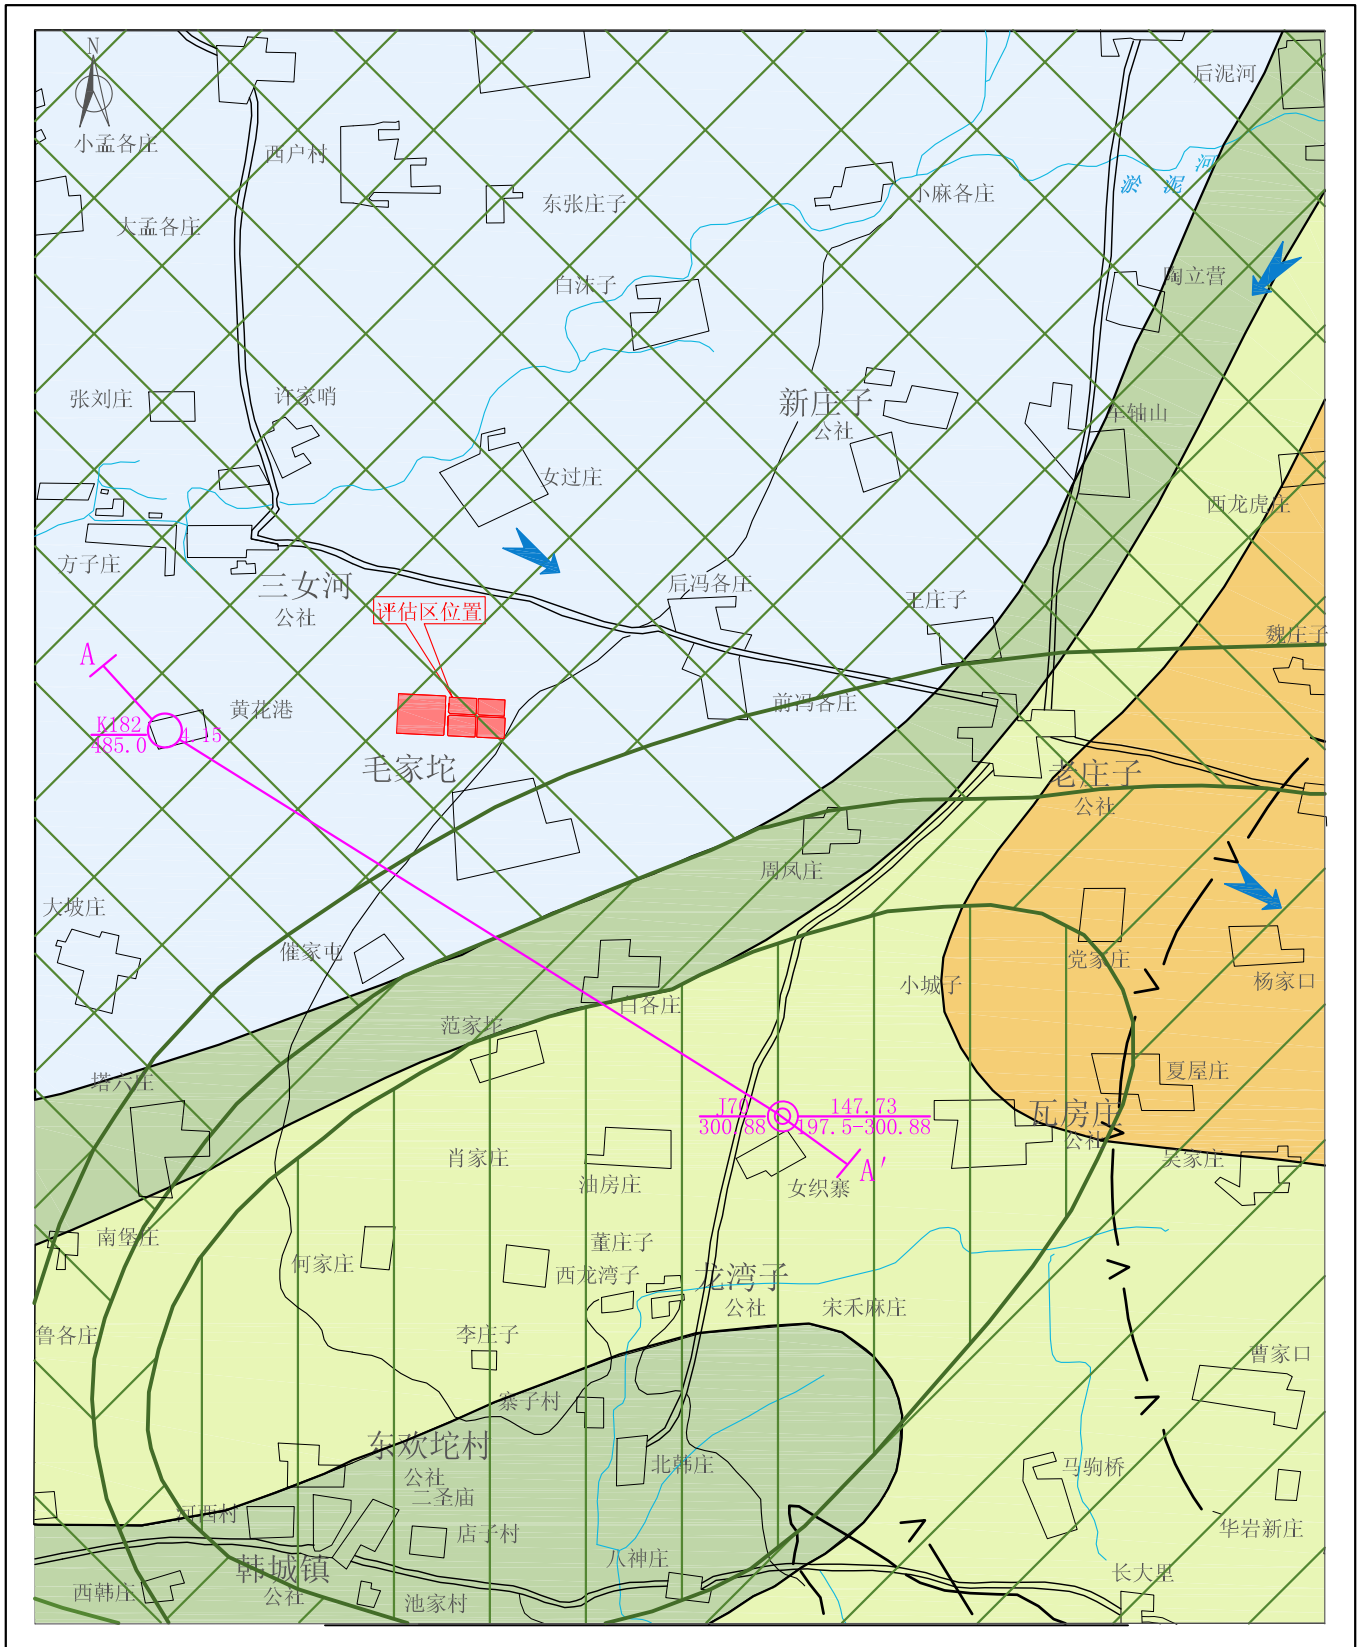 N
后泥河
小孟各庄
西户村
河
泥
淤
小麻各庄
东张庄子
大孟各庄
陶立营
白沫子
张刘庄
许家哨
新庄子
公社
车轴山
女过庄
西龙虎庄
方子庄
三女河
公社
后冯各庄
王庄子
评估区位置
魏庄子
A
黄花港
前冯各庄
K182
4.15
485.0
毛家坨
老庄子
公社
周凤庄
大坡庄
催家屯
党家庄
杨家口
小城子
白各庄
范家坨
塔六庄
夏屋庄
瓦房庄
公社
J70
147.73
300.88
197.5-300.88
肖家庄
吴家庄
A′
油房庄
女织寨
南堡庄
董庄子
何家庄
西龙湾子
龙湾子
公社
宋禾麻庄
鲁各庄
李庄子
曹家口
寨子村
东欢坨村
公社
北韩庄
马驹桥
二圣庙
河西村
店子村
华岩新庄
八神庄
韩城镇
公社
长大里
西韩庄
池家村